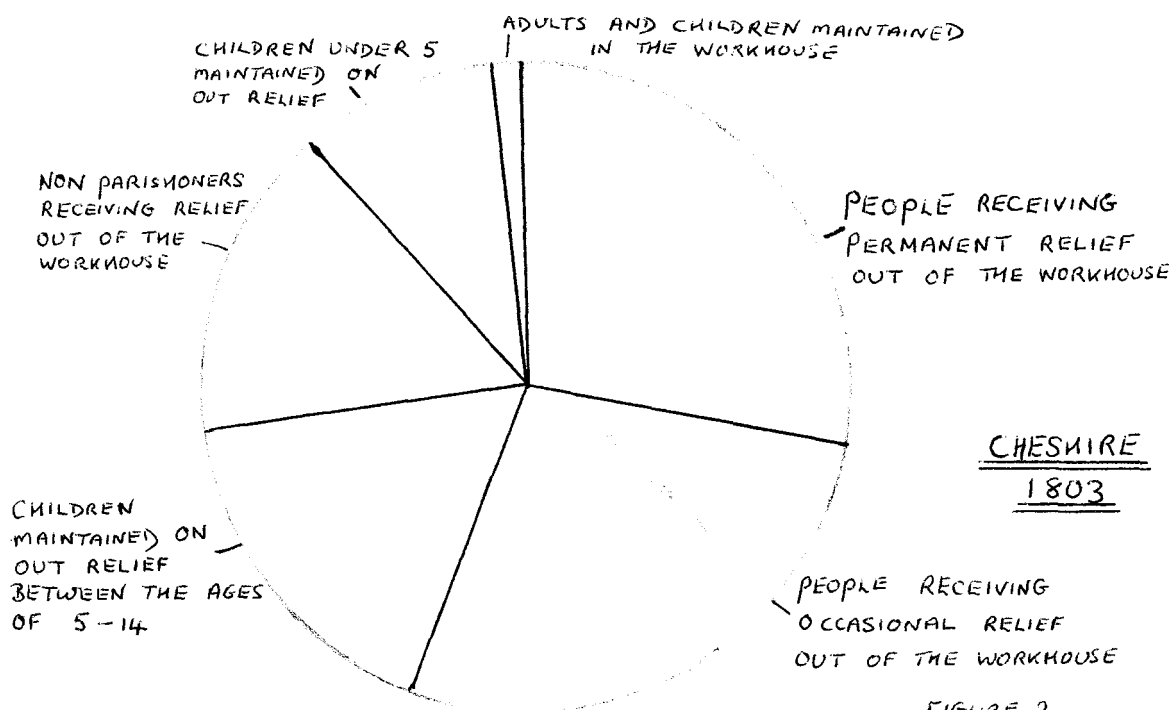 ADULTS AND CHILDREN MAINTAINED
IN THE WORKHOUSE
CHILDREN UNDER 5
MAINTAINED ON
OUT RELIEF
NON PARISHONERS
RECEIVING RELIEF
OUT OF THE
WORKHOUSE
PEOPLE RECEIVING
PERMANENT RELIEF
OUT OF THE WORKHOUSE
CHESHIRE
1803
CHILDREN
MAINTAINED ON
OUT RELIEF
BETWEEN THE AGES
OF 5-14
PEOPLE RECEIVING
OCCASIONAL RELIEF
OUT OF THE WORKHOUSE
FIGURE 2